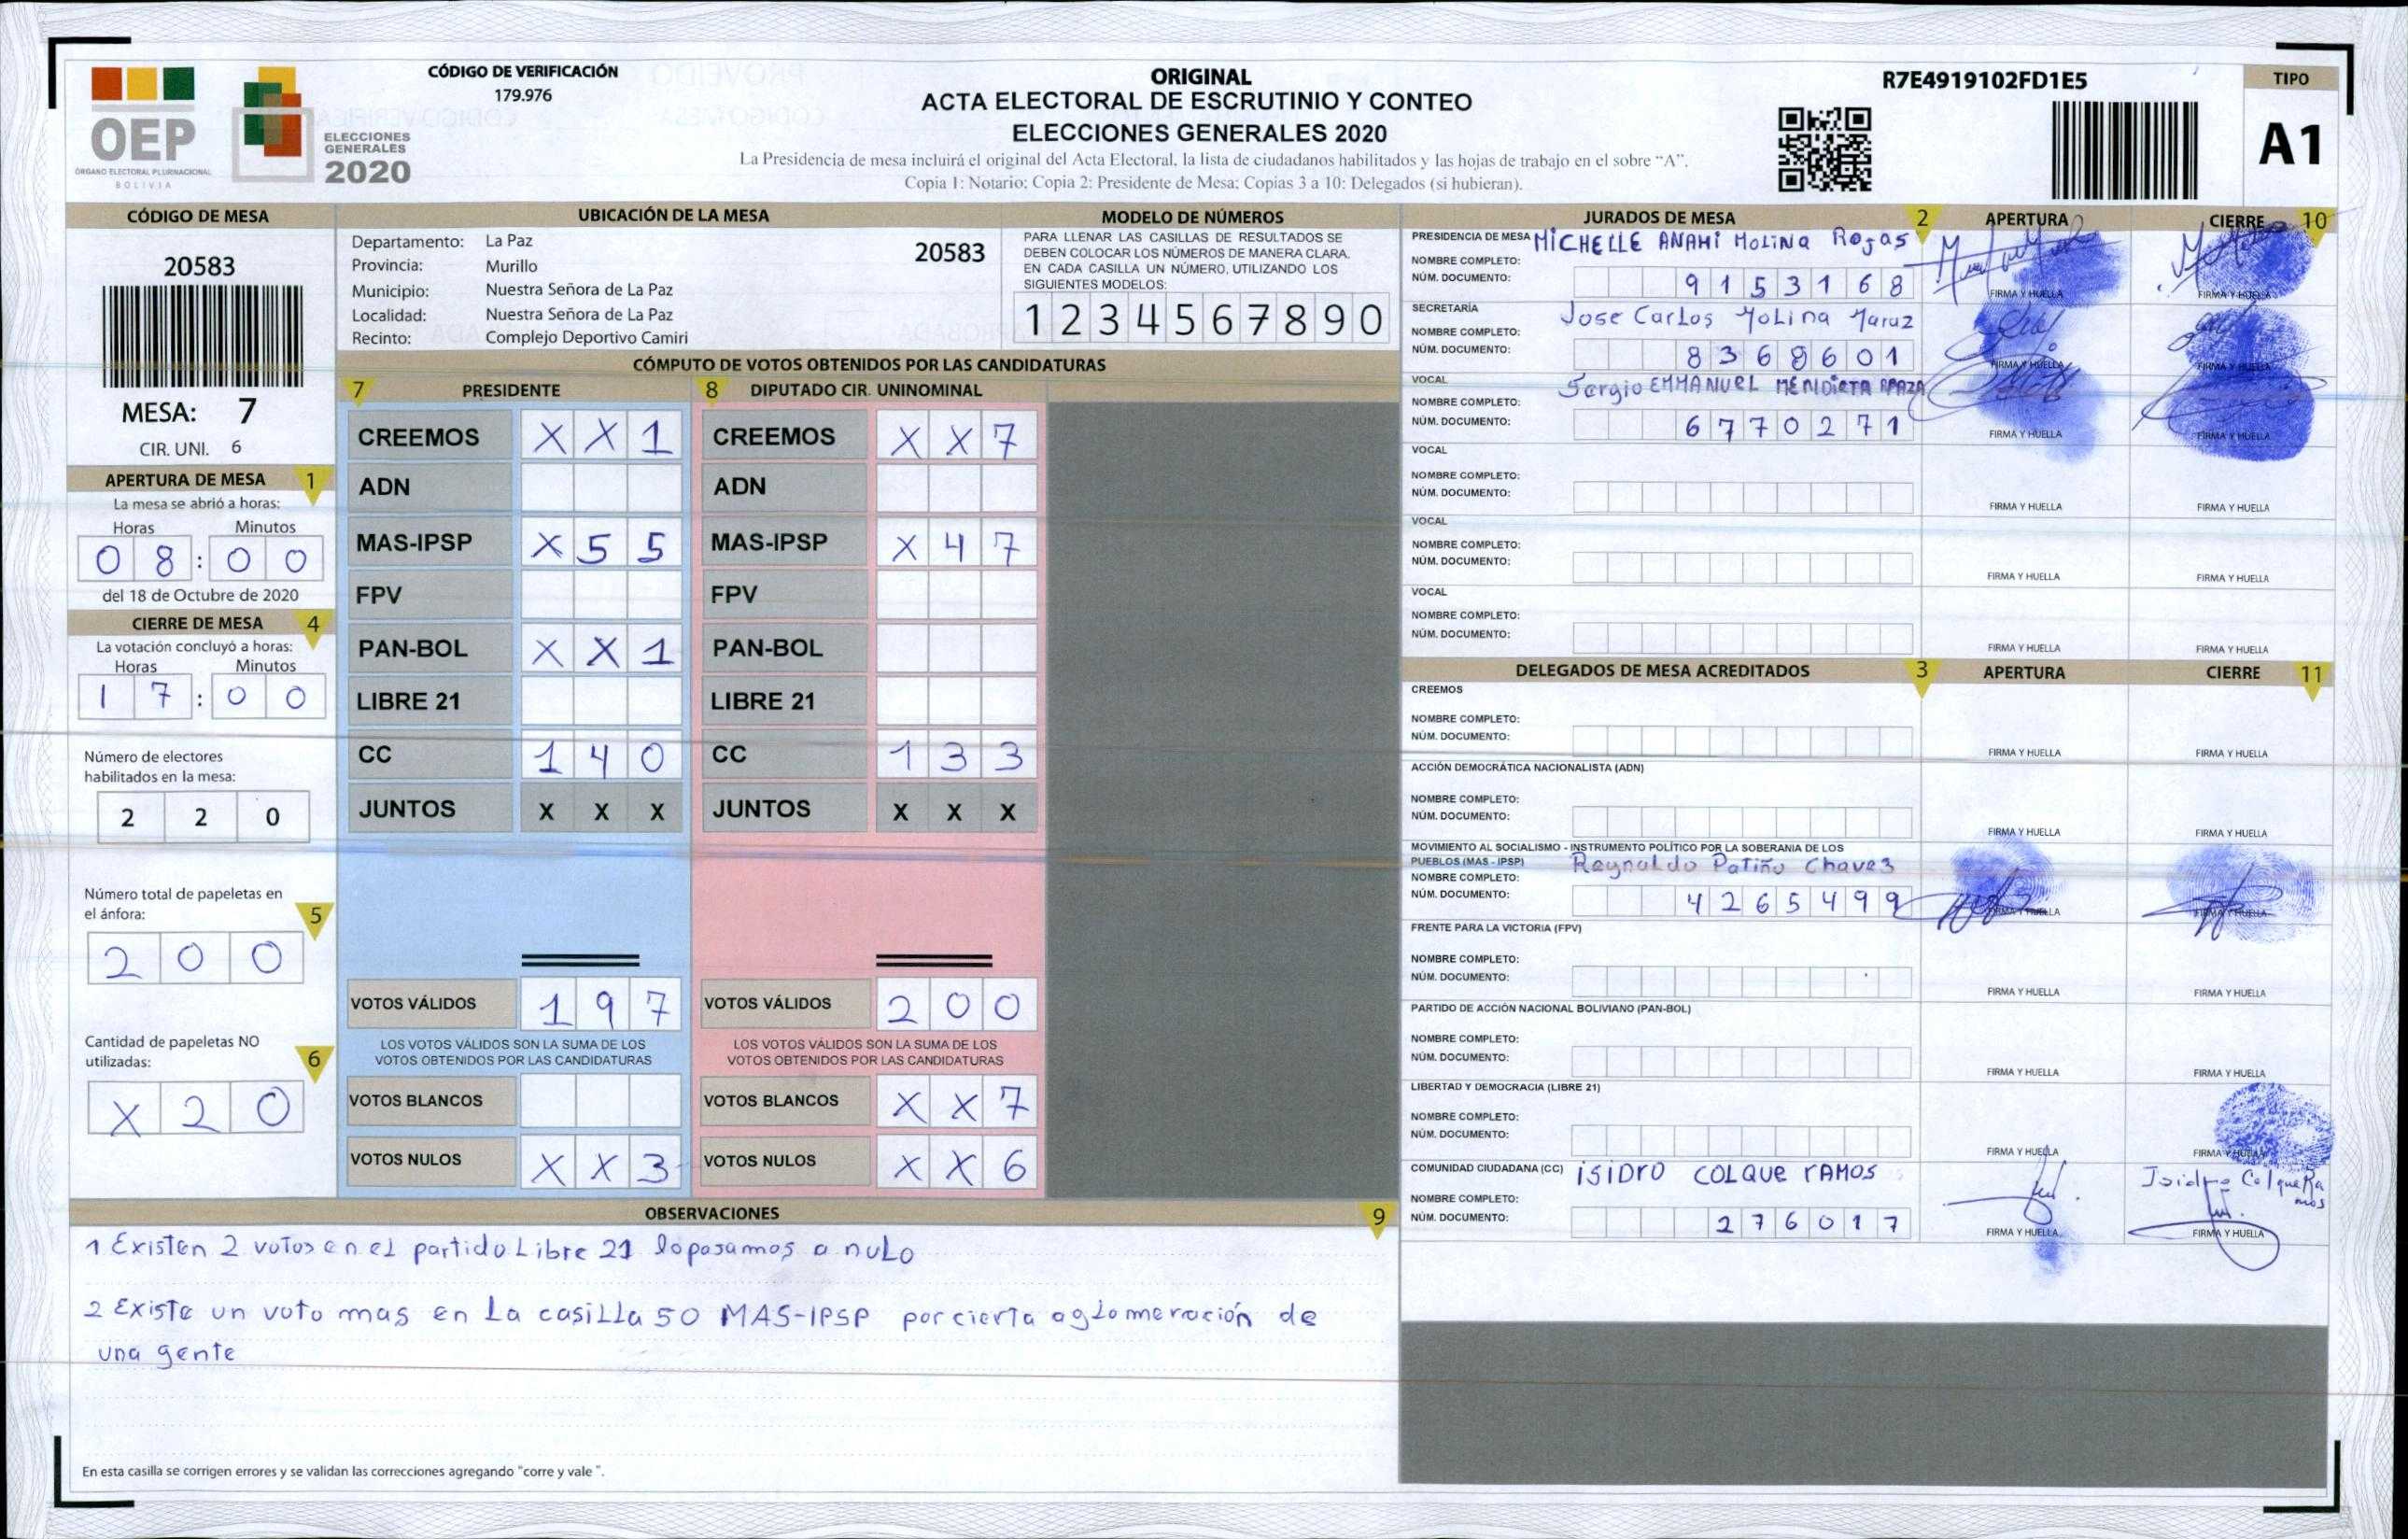 OEP
ÓRGANO ELECTORAL PLURINACIONAL
BOLIVIA
ELECCIONES
GENERALES
2020
CÓDIGO DE VERIFICACIÓN
179.976
ORIGINAL
ACTA ELECTORAL DE ESCRUTINIO Y CONTEO
ELECCIONES GENERALES 2020
La Presidencia de mesa incluirá el original del Acta Electoral, la lista de ciudadanos habilitados y las hojas de trabajo en el sobre “A”.
Copia 1: Notario; Copia 2: Presidente de Mesa; Copias 3 a 10: Delegados (si hubieran).
R7E4919102FD1E5
TIPO
A1
CÓDIGO DE MESA
20583
MESA: 7
CIR. UNI. 6
APERTURA DE MESA 1
La mesa se abrió a horas:
Horas Minutos
0 8 : 0 0
del 18 de Octubre de 2020
CIERRE DE MESA 4
La votación concluyó a horas:
Horas Minutos
1 7 : 0 0
Número de electores
habilitados en la mesa:
2 2 0
Número total de papeletas en
el ánfora: 5
2 0 0
Cantidad de papeletas NO
utilizadas: 6
X 2 0
UBICACIÓN DE LA MESA
Departamento: La Paz
20583
Provincia: Murillo
Municipio: Nuestra Señora de La Paz
Localidad: Nuestra Señora de La Paz
Recinto: Complejo Deportivo Camiri
MODELO DE NÚMEROS
PARA LLENAR LAS CASILLAS DE RESULTADOS SE
DEBEN COLOCAR LOS NÚMEROS DE MANERA CLARA.
EN CADA CASILLA UN NÚMERO, UTILIZANDO LOS
SIGUIENTES MODELOS:
1 2 3 4 5 6 7 8 9 0
CÓMPUTO DE VOTOS OBTENIDOS POR LAS CANDIDATURAS
7 PRESIDENTE 8 DIPUTADO CIR. UNINOMINAL
CREEMOS X X 1 CREEMOS X X 7
ADN ADN
MAS-IPSP X 5 5 MAS-IPSP X 4 7
FPV FPV
PAN-BOL X X 1 PAN-BOL
LIBRE 21 LIBRE 21
CC 1 4 0 CC 1 3 3
JUNTOS X X X JUNTOS X X X
VOTOS VÁLIDOS 1 9 7 VOTOS VÁLIDOS 2 0 0
LOS VOTOS VÁLIDOS SON LA SUMA DE LOS LOS VOTOS VÁLIDOS SON LA SUMA DE LOS
VOTOS OBTENIDOS POR LAS CANDIDATURAS VOTOS OBTENIDOS POR LAS CANDIDATURAS
VOTOS BLANCOS VOTOS BLANCOS X X 7
VOTOS NULOS X X 3 VOTOS NULOS X X 6
OBSERVACIONES 9
1 Existen 2 votos en el partido Libre 21 lo pasamos a nulo
2 Existe un voto mas en la casilla 50 MAS-IPSP por cierta aglomeración de
una gente
En esta casilla se corrigen errores y se validan las correcciones agregando "corre y vale ".
JURADOS DE MESA 2 APERTURA CIERRE 10
PRESIDENCIA DE MESA MICHELLE ANAHI MOLINA Rojas
NOMBRE COMPLETO:
NÚM. DOCUMENTO: 9 1 5 3 1 6 8 FIRMA Y HUELLA FIRMA Y HUELLA
SECRETARÍA Jose Carlos
NOMBRE COMPLETO:
NÚM. DOCUMENTO: 8 3 6 8 6 0 1 FIRMA Y HUELLA FIRMA Y HUELLA
VOCAL Sergio EMMANUEL MENDIETA APAZA
NOMBRE COMPLETO:
NÚM. DOCUMENTO: 6 7 7 0 2 7 1 FIRMA Y HUELLA FIRMA Y HUELLA
VOCAL
NOMBRE COMPLETO:
NÚM. DOCUMENTO: FIRMA Y HUELLA FIRMA Y HUELLA
VOCAL
NOMBRE COMPLETO:
NÚM. DOCUMENTO: FIRMA Y HUELLA FIRMA Y HUELLA
VOCAL
NOMBRE COMPLETO:
NÚM. DOCUMENTO: FIRMA Y HUELLA FIRMA Y HUELLA
DELEGADOS DE MESA ACREDITADOS 3 APERTURA CIERRE 11
CREEMOS
NOMBRE COMPLETO:
NÚM. DOCUMENTO: FIRMA Y HUELLA FIRMA Y HUELLA
ACCIÓN DEMOCRÁTICA NACIONALISTA (ADN)
NOMBRE COMPLETO:
NÚM. DOCUMENTO: FIRMA Y HUELLA FIRMA Y HUELLA
MOVIMIENTO AL SOCIALISMO - INSTRUMENTO POLÍTICO POR LA SOBERANIA DE LOS
PUEBLOS (MAS - IPSP) Reynaldo Patiño Chavez
NOMBRE COMPLETO:
NÚM. DOCUMENTO: 4 2 6 5 4 9 9 FIRMA Y HUELLA FIRMA Y HUELLA
FRENTE PARA LA VICTORIA (FPV)
NOMBRE COMPLETO:
NÚM. DOCUMENTO: FIRMA Y HUELLA FIRMA Y HUELLA
PARTIDO DE ACCIÓN NACIONAL BOLIVIANO (PAN-BOL)
NOMBRE COMPLETO:
NÚM. DOCUMENTO: FIRMA Y HUELLA FIRMA Y HUELLA
LIBERTAD Y DEMOCRACIA (LIBRE 21)
NOMBRE COMPLETO:
NÚM. DOCUMENTO: FIRMA Y HUELLA FIRMA Y HUELLA
COMUNIDAD CIUDADANA (CC) ISIDRO COLQUE RAMOS Isidro Colque Ra
mos
NOMBRE COMPLETO:
NÚM. DOCUMENTO: 2 7 6 0 1 7 FIRMA Y HUELLA FIRMA Y HUELLA